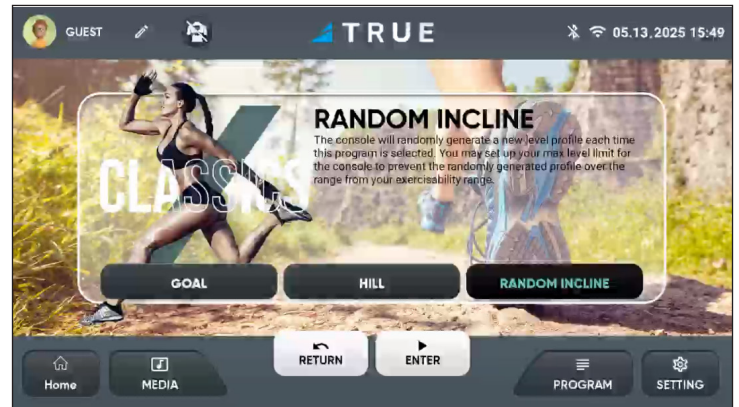 GUEST
TRUE
05.13.2025 15:49
RANDOM INCLINE
The console will randomly generate a new level profile each time
this program is selected. You may set up your max level limit for
the console to prevent the randomly generated profile over the
range from your exercisability range.
CLASSICS
GOAL
HILL
RANDOM INCLINE
RETURN
ENTER
Home
MEDIA
PROGRAM
SETTING